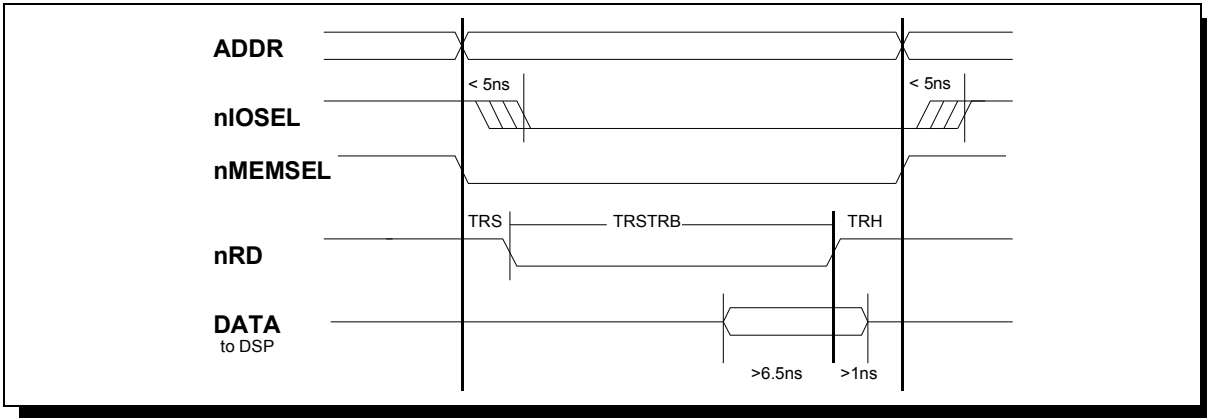 ADDR
< 5ns < 5ns
nIOSEL
nMEMSEL
TRS TRSTRB TRH
nRD
DATA
to DSP
>6.5ns >1ns